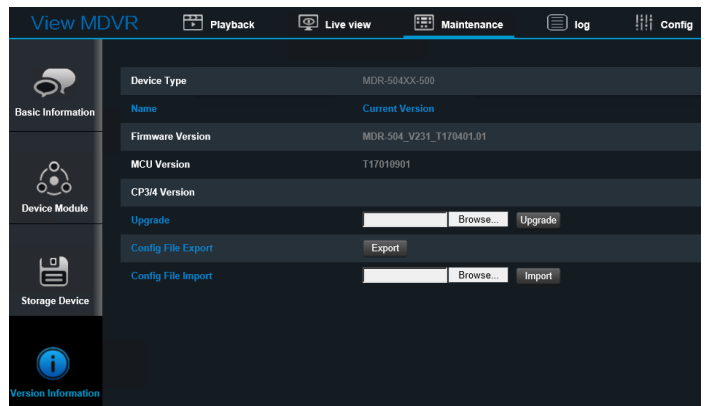 View MDVR Playback Live view Maintenance log Config
Basic Information
Device Module
Storage Device
Version Information
Device Type MDR-504XX-500
Name Current Version
Firmware Version MDR-504_V231_T170401.01
MCU Version T17010901
CP3/4 Version
Upgrade Browse... Upgrade
Config File Export Export
Config File Import Browse... Import